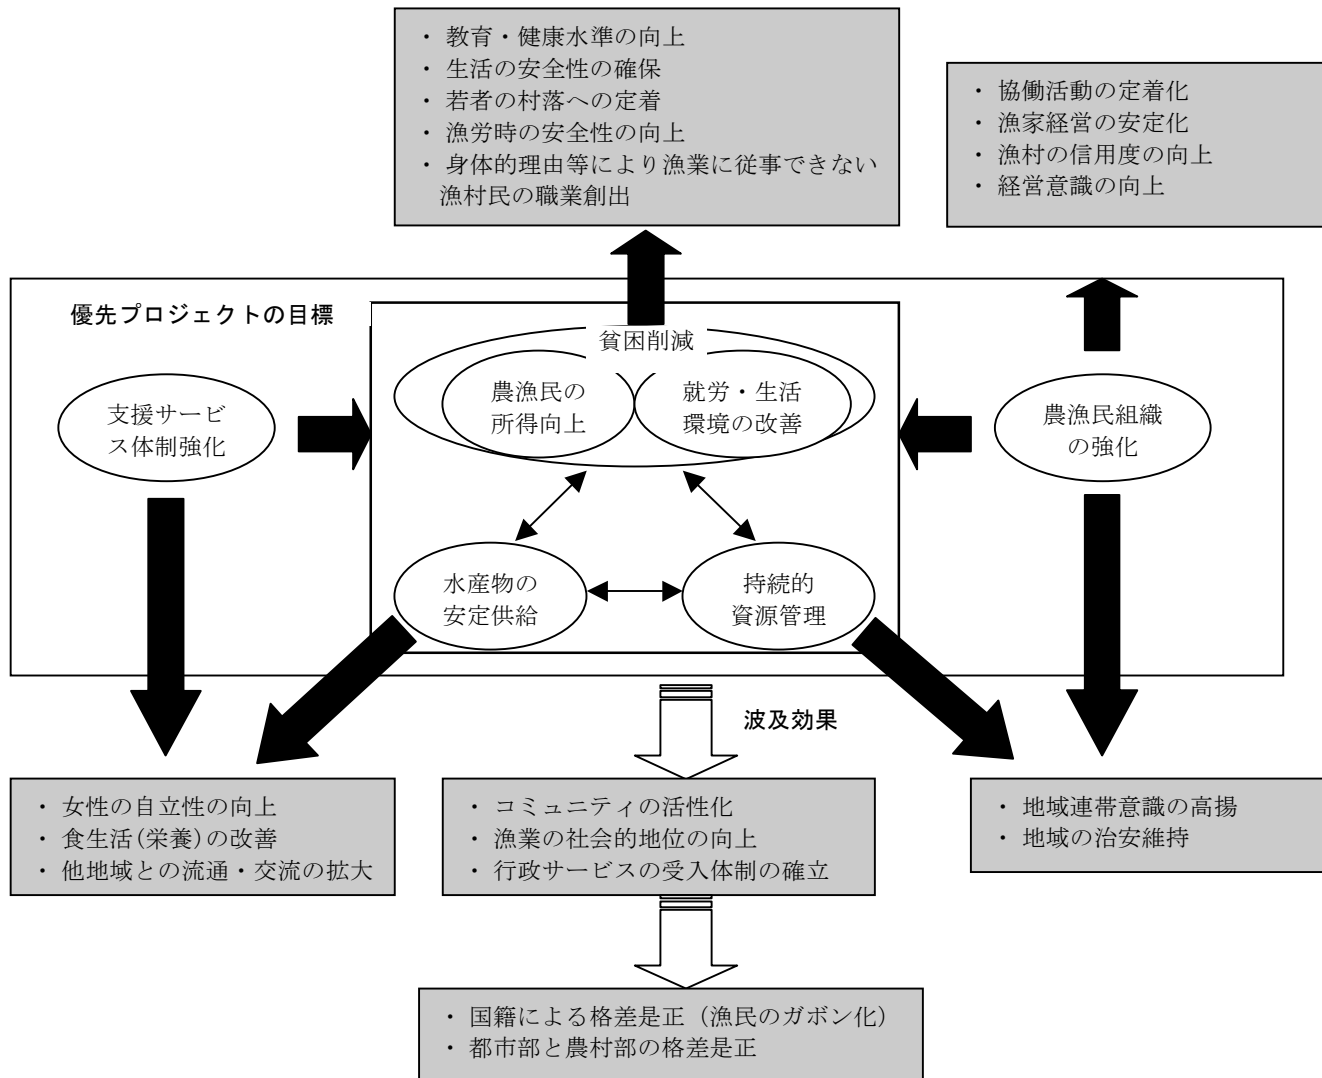 ・ 教育・健康水準の向上
・ 生活の安全性の確保
・ 若者の村落への定着
・ 漁労時の安全性の向上
・ 身体的理由等により漁業に従事できない
漁村民の職業創出
・ 協働活動の定着化
・ 漁家経営の安定化
・ 漁村の信用度の向上
・ 経営意識の向上
優先プロジェクトの目標
貧困削減
農漁民の
所得向上
就労・生活
環境の改善
支援サービ
ス体制強化
農漁民組織
の強化
水産物の
安定供給
持続的
資源管理
波及効果
・ 女性の自立性の向上
・ 食生活(栄養)の改善
・ 他地域との流通・交流の拡大
・ コミュニティの活性化
・ 漁業の社会的地位の向上
・ 行政サービスの受入体制の確立
・ 地域連帯意識の高揚
・ 地域の治安維持
・ 国籍による格差是正（漁民のガボン化）
・ 都市部と農村部の格差是正